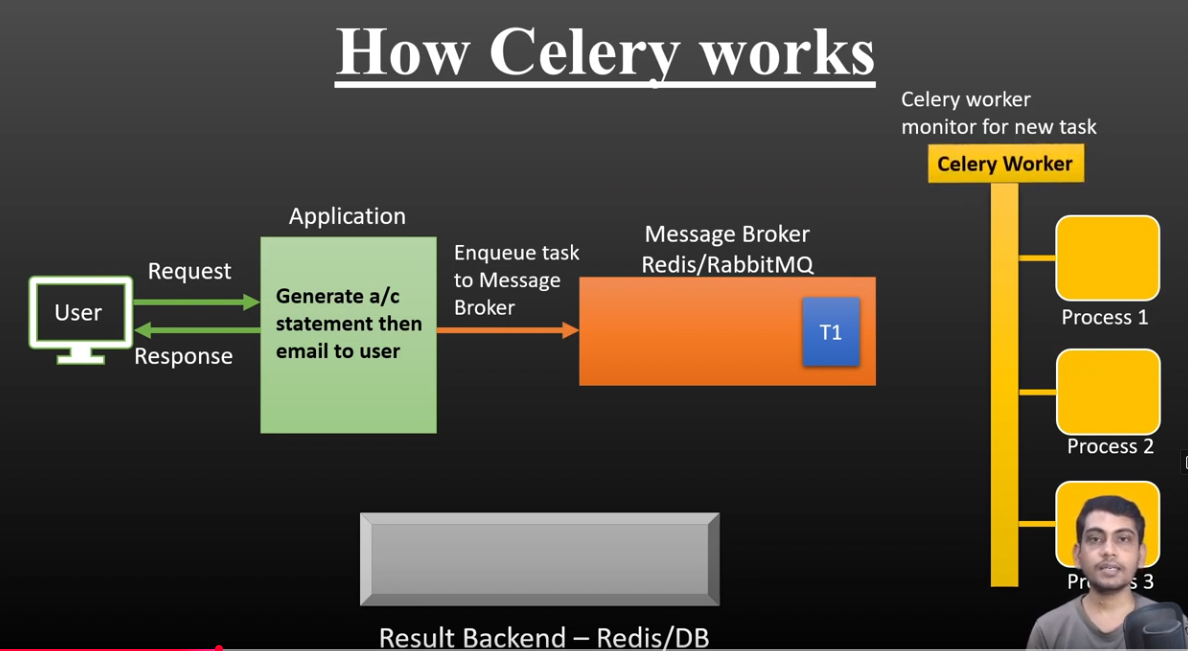 How Celery works
Celery worker
monitor for new task
Celery Worker
Application
Message Broker
Redis/RabbitMQ
Enqueue task
to Message
Broker
Request
User
Response
Generate a/c
statement then
email to user
T1
Process 1
Process 2
3
Result Backend – Redis/DB